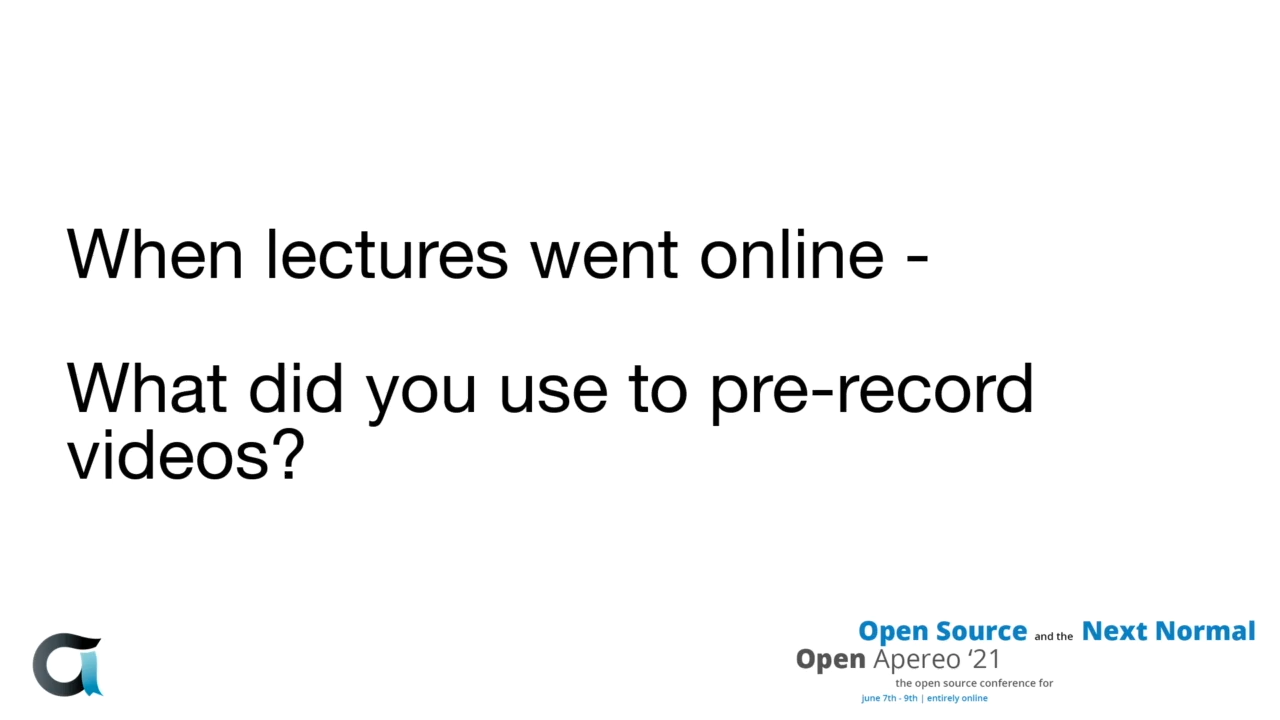 When lectures went online -
What did you use to pre-record
videos?
Open Source and the Next Normal
Open Apereo ‘21
the open source conference for
june 7th - 9th | entirely online